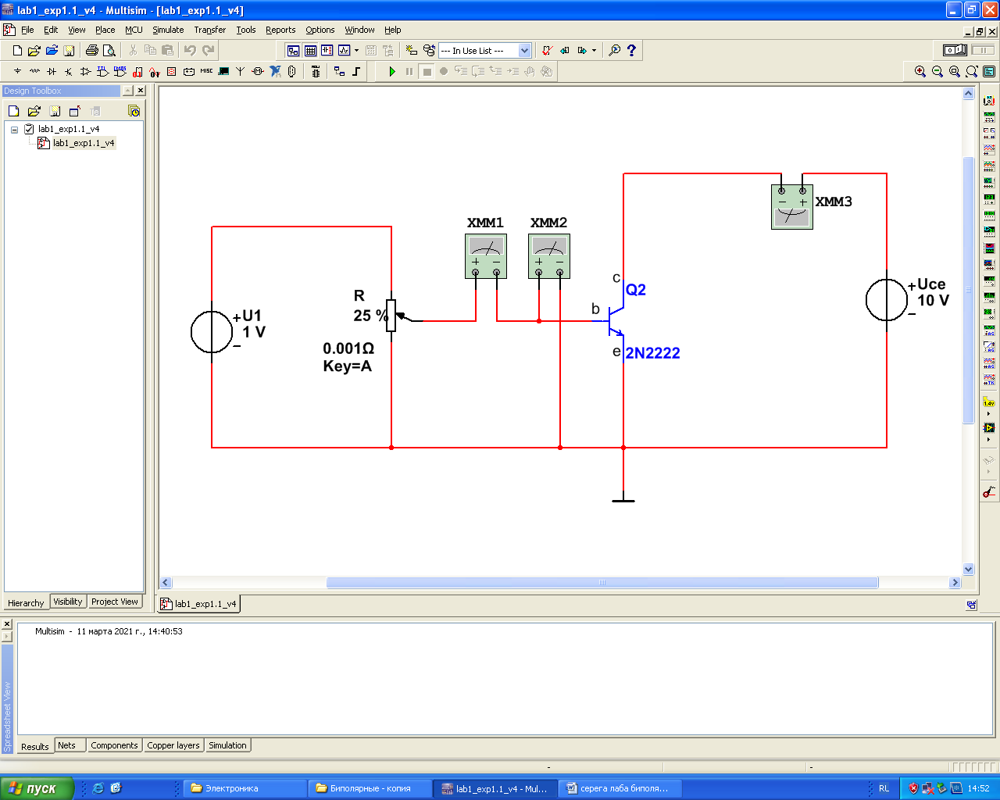 lab1_exp1.1_v4 - Multisim - [lab1_exp1.1_v4]
File Edit View Place MCU Simulate Transfer Tools Reports Options Window Help
--- In Use List ---
MISC
Design Toolbox
lab1_exp1.1_v4
lab1_exp1.1_v4
Hierarchy Visibility Project View
XMM3
XMM1 XMM2
c
Q2
Uce
10 V
R
25 %
b
U1
1 V
0.001Ω
Key=A
e
2N2222
lab1_exp1.1_v4
Multisim - 11 марта 2021 г., 14:40:53
Spreadsheet View
Results Nets Components Copper layers Simulation
пуск
Электроника
Биполярные - копия
lab1_exp1.1_v4 - Mul...
серега лаба биполя...
RL
14:52